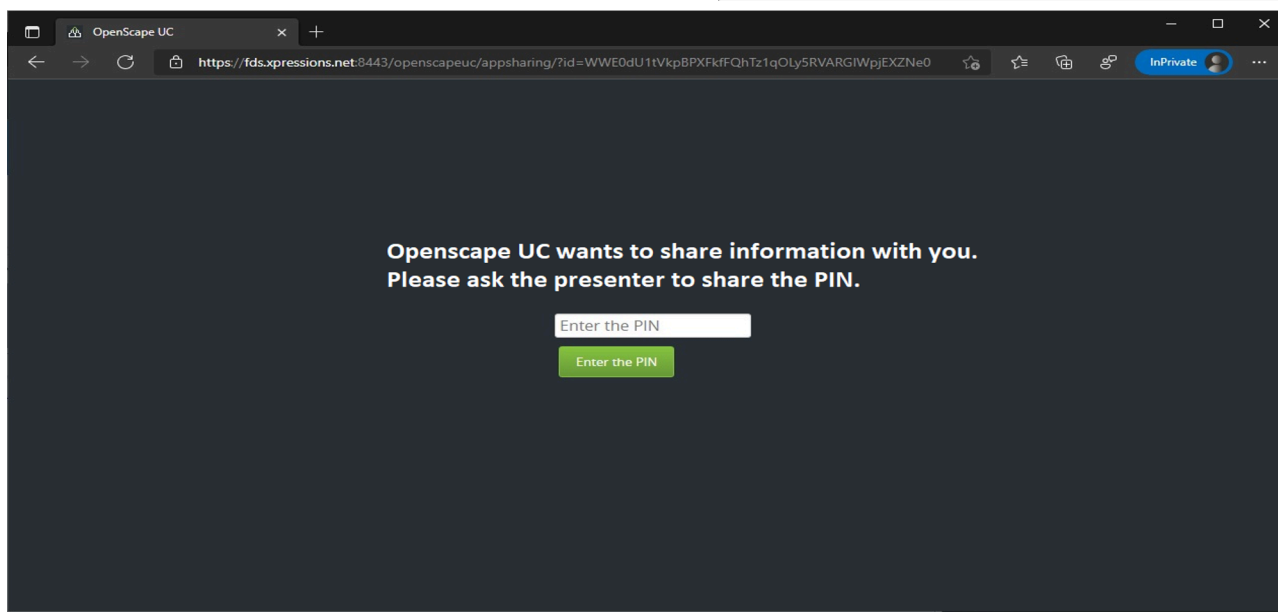 OpenScape UC
https://fds.xpressions.net:8443/openscapeuc/appsharing/?id=WWE0dU1tVkpBPXFkfFQhTz1qOLy5RVARGIWpjEXZNe0
InPrivate
Openscape UC wants to share information with you.
Please ask the presenter to share the PIN.
Enter the PIN
Enter the PIN